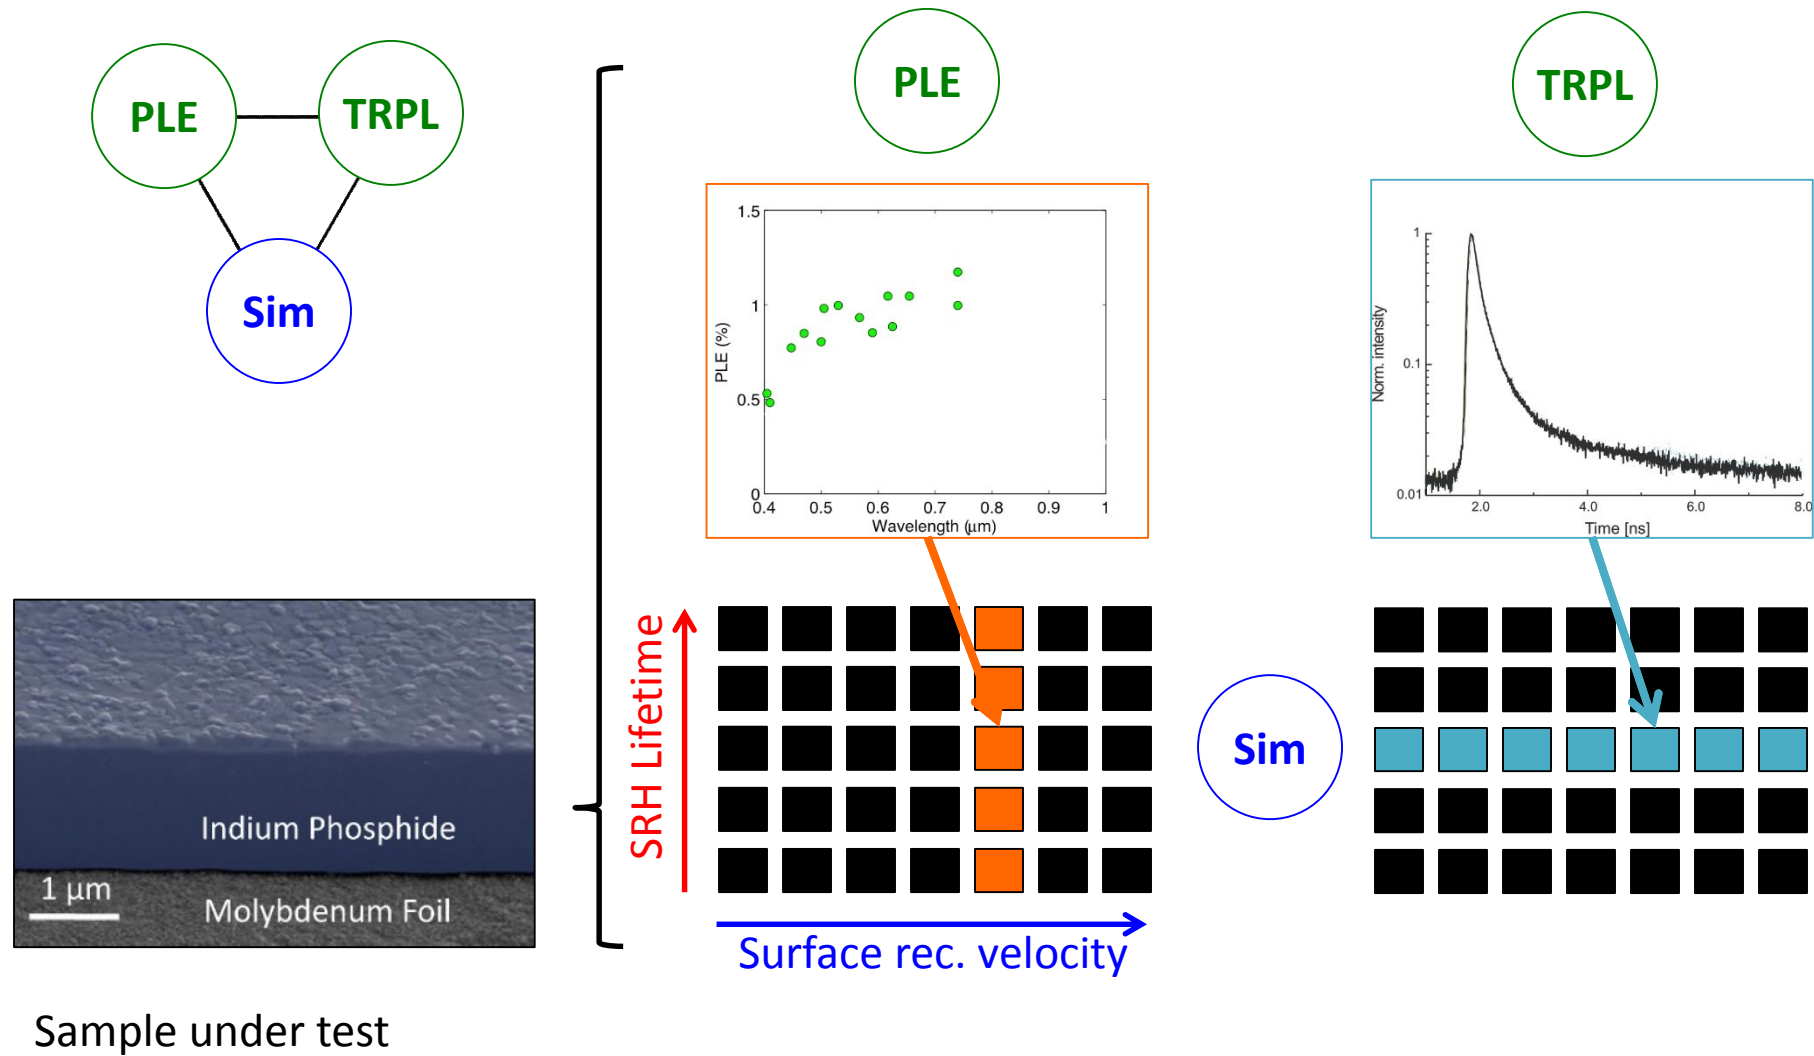 PLE
TRPL
Sim
PLE
TRPL
1.5
1
0.5
0
0.4
0.5
0.6
0.7
0.8
0.9
1
PLE (%)
Wavelength (μm)
1
0.1
0.01
2.0
4.0
6.0
8.0
Norm. intensity
Time [ns]
SRH Lifetime
Surface rec. velocity
Sim
Indium Phosphide
1 μm
Molybdenum Foil
Sample under test